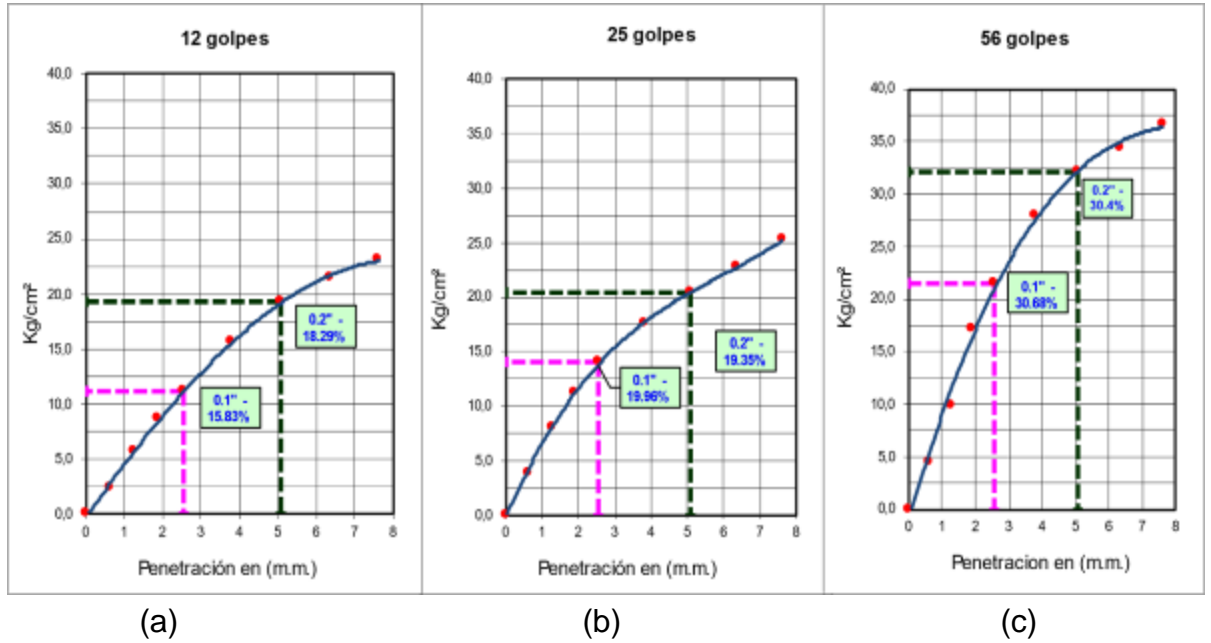 12 golpes
Kg/cm²
40,0
35,0
30,0
25,0
20,0
15,0
10,0
5,0
0,0
0.2" -
18.29%
0.1" -
15.83%
0 1 2 3 4 5 6 7 8
Penetración en (m.m.)
(a)
25 golpes
Kg/cm²
40,0
35,0
30,0
25,0
20,0
15,0
10,0
5,0
0,0
0.2" -
19.35%
0.1" -
19.96%
0 1 2 3 4 5 6 7 8
Penetración en (m.m.)
(b)
56 golpes
Kg/cm²
40,0
35,0
30,0
25,0
20,0
15,0
10,0
5,0
0,0
0.2" -
30.4%
0.1" -
30.68%
0 1 2 3 4 5 6 7 8
Penetracion en (mm.)
(c)